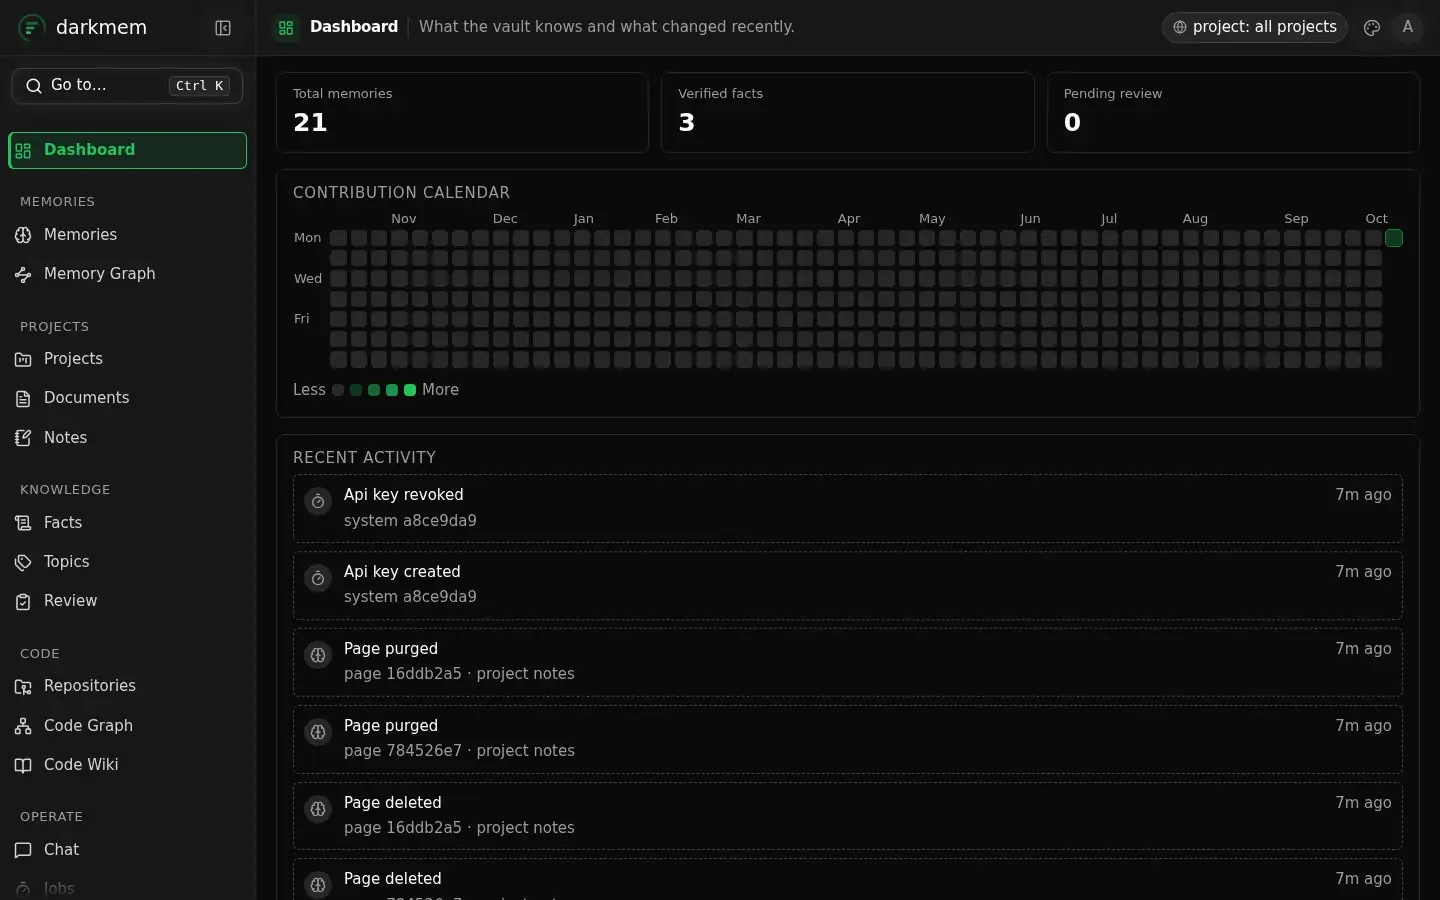 darkmem
Go to...
Ctrl K
Dashboard
MEMORIES
Memories
Memory Graph
PROJECTS
Projects
Documents
Notes
KNOWLEDGE
Facts
Topics
Review
CODE
Repositories
Code Graph
Code Wiki
OPERATE
Chat
Jobs
Dashboard
What the vault knows and what changed recently.
project: all projects
A
Total memories
21
Verified facts
3
Pending review
0
CONTRIBUTION CALENDAR
Nov Dec Jan Feb Mar Apr May Jun Jul Aug Sep Oct
Mon
Wed
Fri
Less
More
RECENT ACTIVITY
Api key revoked
7m ago
system a8ce9da9
Api key created
7m ago
system a8ce9da9
Page purged
7m ago
page 16ddb2a5 · project notes
Page purged
7m ago
page 784526e7 · project notes
Page deleted
7m ago
page 16ddb2a5 · project notes
Page deleted
7m ago